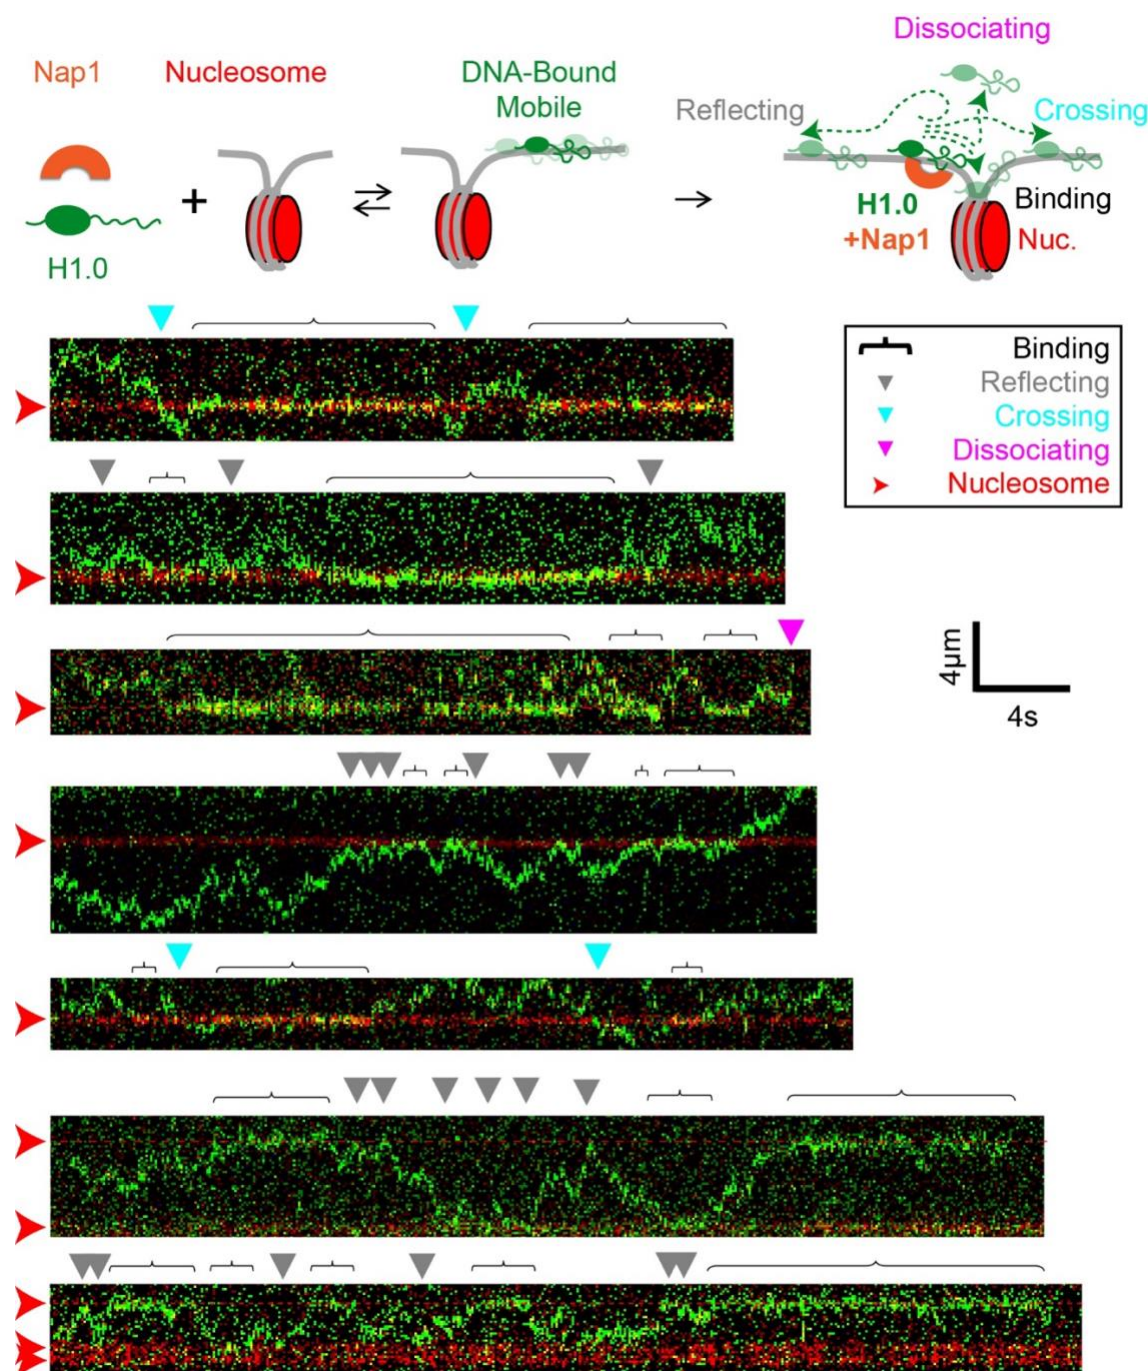 Dissociating
Nap1
Nucleosome
DNA-Bound
Mobile
Reflecting
Crossing
+
H1.0
H1.0
+Nap1
Binding
Nuc.
Binding
Reflecting
Crossing
Dissociating
Nucleosome
4μm
4s